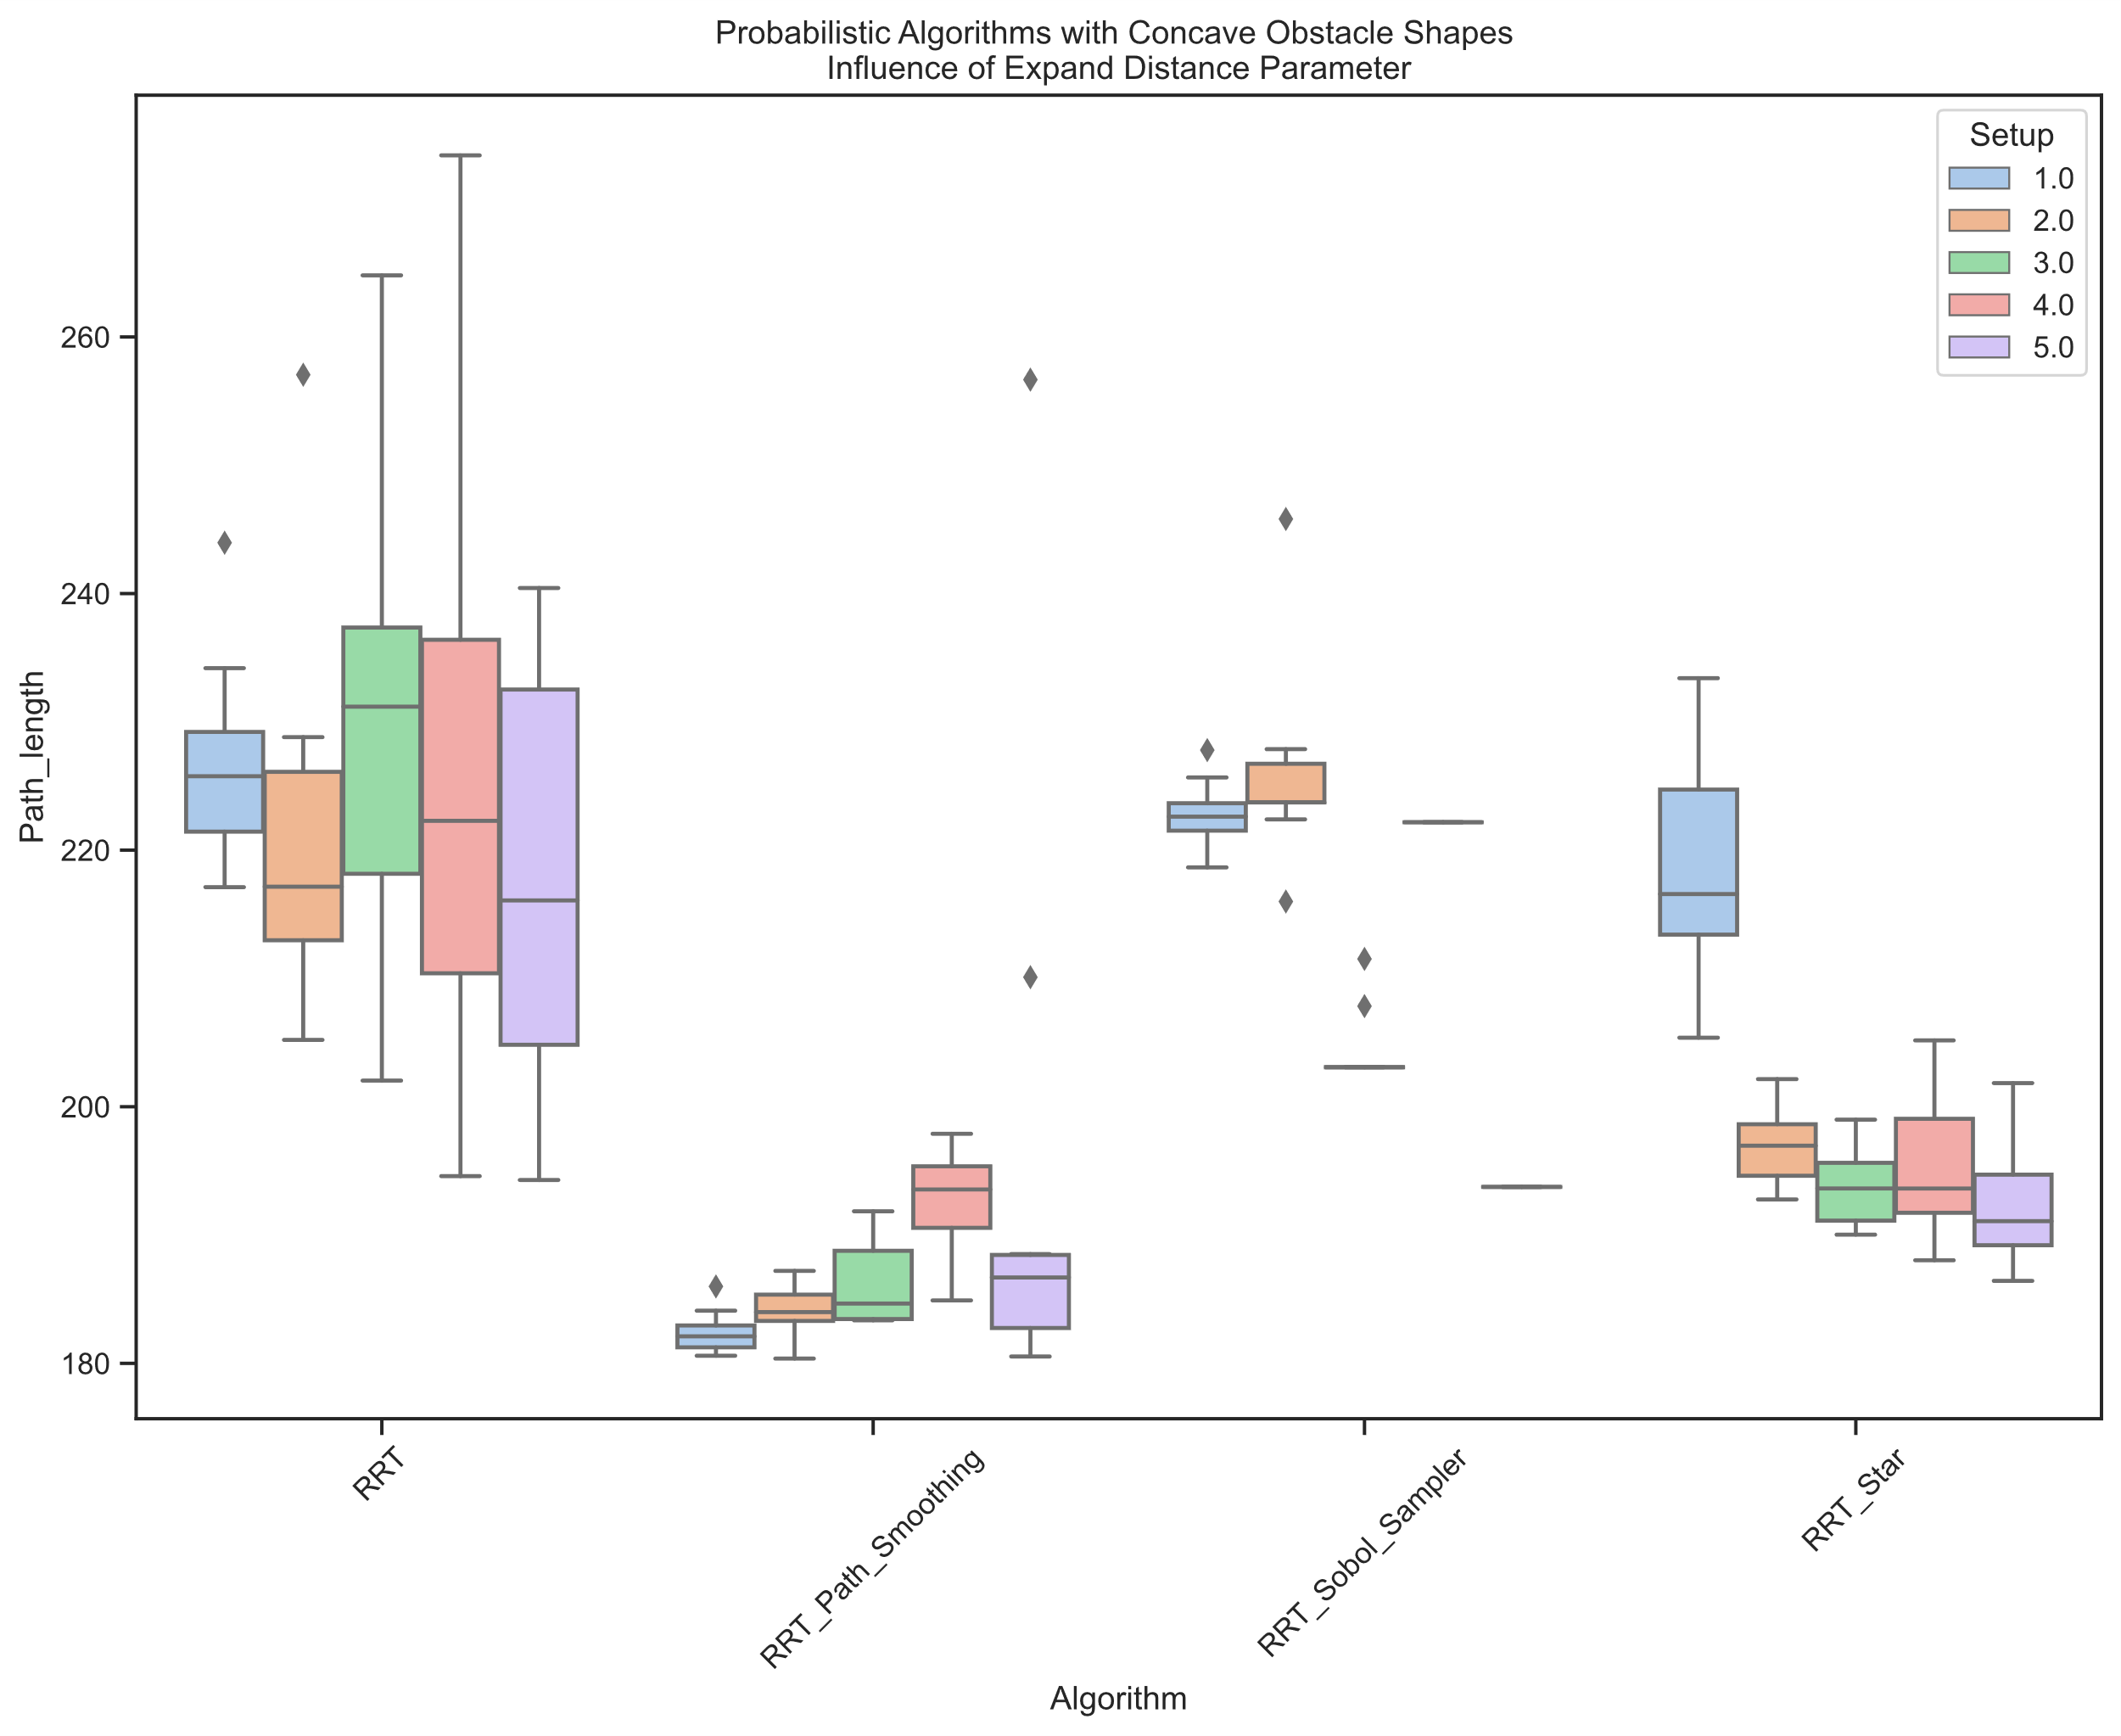 Probabilistic Algorithms with Concave Obstacle Shapes
Influence of Expand Distance Parameter
Setup
1.0
2.0
3.0
4.0
5.0
Path_length
260
240
220
200
180
RRT
RRT_Path_Smoothing
RRT_Sobol_Sampler
RRT_Star
Algorithm